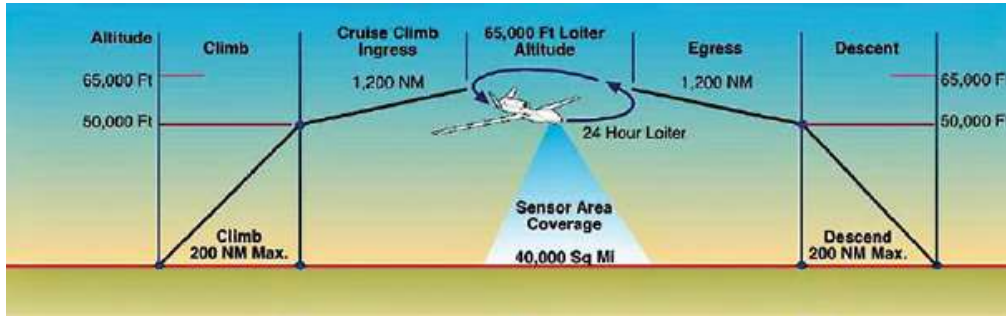 Altitude
Climb
Cruise Climb
Ingress
65,000 Ft Loiter
Altitude
Egress
Descent
65,000 Ft
1,200 NM
1,200 NM
65,000 F
50,000 Ft
24 Hour Loiter
50,000 F
Sensor Area
Coverage
Climb
200 NM Max.
40,000 Sq Mi
Descend
200 NM Max.